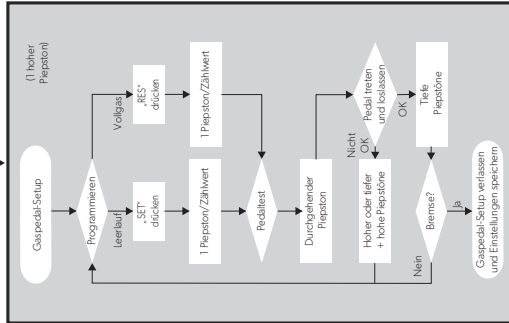 (1 hoher
Piepston)
Gaspedal-Setup
Programmieren
Leerlauf
Vollgas
„SET“
drücken
„RES“
drücken
1 Piepston/Zählwert
1 Piepston/Zählwert
Pedaltest
Durchgehender
Piepston
Pedal treten
und loslassen
Nicht
OK
OK
Hoher oder tiefer
+ hohe Piepstöne
Tiefe
Piepstöne
Bremse?
Nein
Ja
Gaspedal-Setup verlassen
und Einstellungen speichern